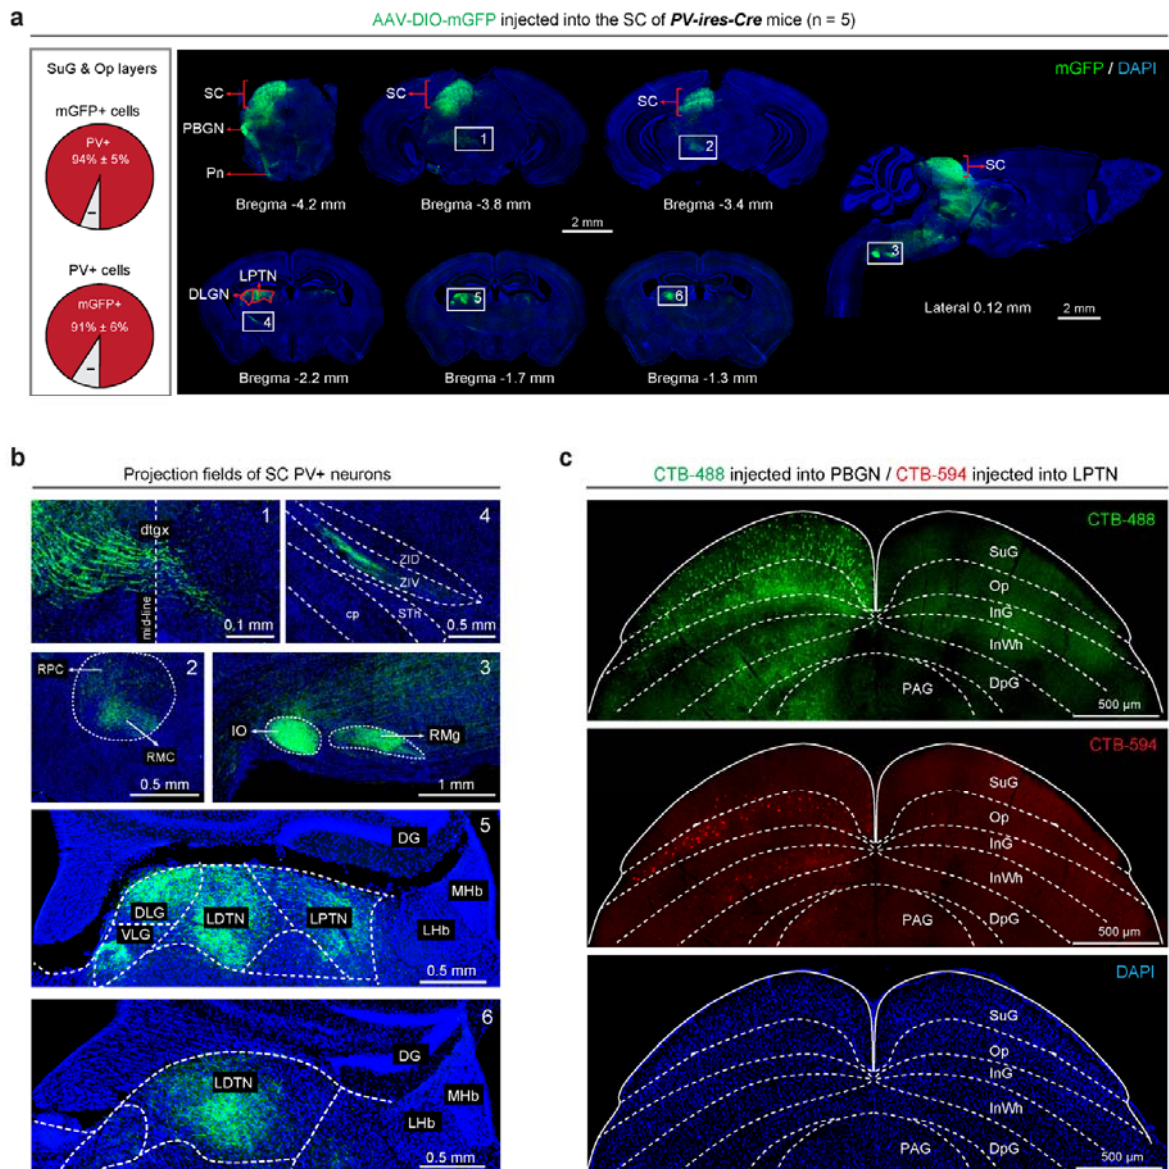 a
AAV-DIO-mGFP injected into the SC of PV-ires-Cre mice (n = 5)
SuG & Op layers
mGFP+ cells
PV+
94% ± 5%
–
PV+ cells
mGFP+
91% ± 6%
–
mGFP / DAPI
SC
PBGN
Pn
Bregma -4.2 mm
SC
1
Bregma -3.8 mm
SC
2
Bregma -3.4 mm
2 mm
LPTN
DLGN
4
Bregma -2.2 mm
5
Bregma -1.7 mm
6
Bregma -1.3 mm
SC
3
Lateral 0.12 mm
2 mm
b
Projection fields of SC PV+ neurons
1
dtgx
mid-line
0.1 mm
4
ZID
ZIV
STh
cp
0.5 mm
2
RPC
RMC
0.5 mm
3
IO
RMg
1 mm
5
DG
MHb
DLG
LDTN
LPTN
VLG
LHb
0.5 mm
6
DG
LDTN
MHb
LHb
0.5 mm
c
CTB-488 injected into PBGN / CTB-594 injected into LPTN
CTB-488
SuG
Op
InG
InWh
PAG
DpG
500 µm
CTB-594
SuG
Op
InG
InWh
PAG
DpG
500 µm
DAPI
SuG
Op
InG
InWh
PAG
DpG
500 µm